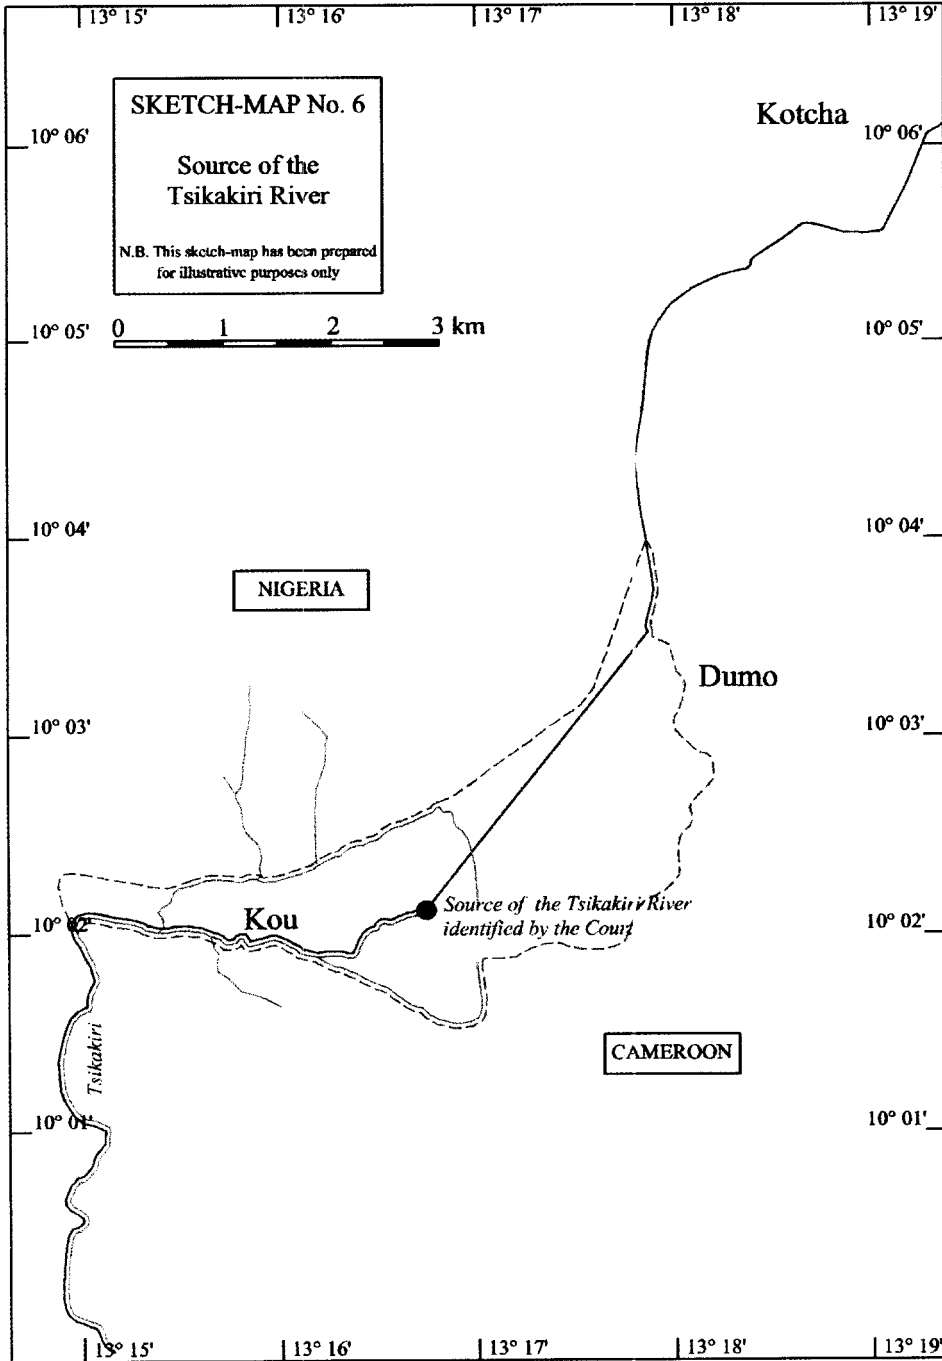 13° 15'
13° 16'
13° 17'
13° 18'
13° 19'
SKETCH-MAP No. 6
Source of the
Tsikakiri River
N.B. This sketch-map has been prepared
for illustrative purposes only
Kotcha
10° 06'
10° 06'
0 1 2 3 km
10° 05'
10° 05'
10° 04'
10° 04'
NIGERIA
Dumo
10° 03'
10° 03'
Source of the Tsikakiri River
identified by the Court
Kou
10° 02'
10° 02'
CAMEROON
Tsikakiri
10° 01'
10° 01'
13° 15'
13° 16'
13° 17'
13° 18'
13° 19'